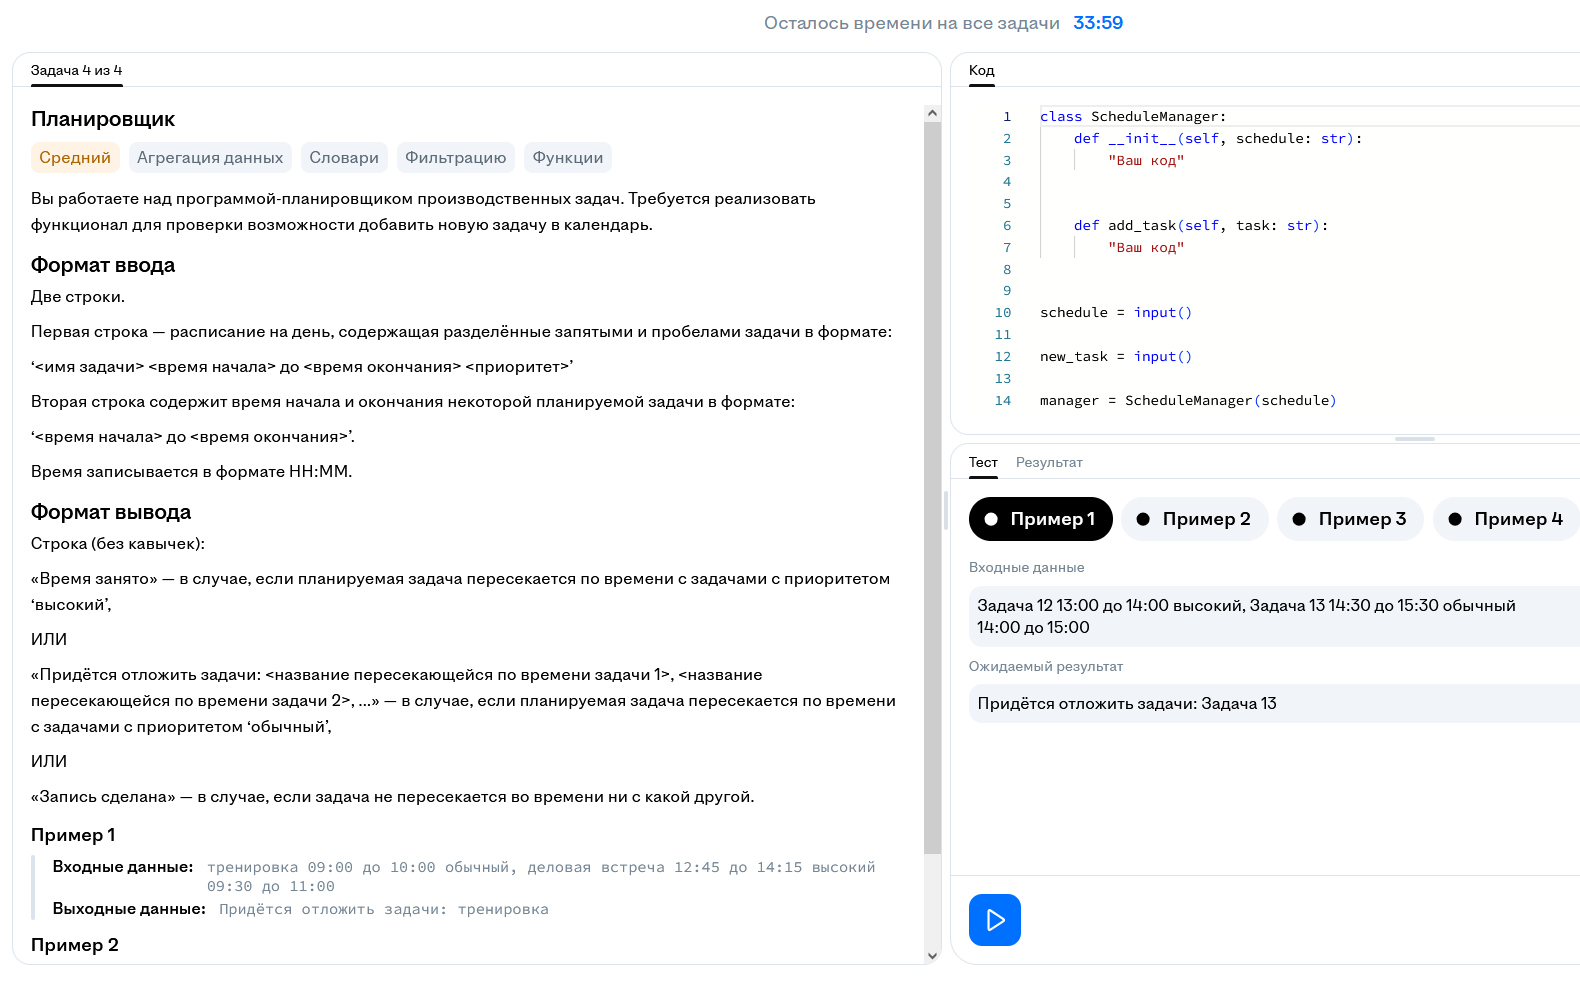 Осталось времени на все задачи 33:59
Задача 4 из 4
Планировщик
Средний Агрегация данных Словари Фильтрацию Функции
Вы работаете над программой-планировщиком производственных задач. Требуется реализовать
функционал для проверки возможности добавить новую задачу в календарь.
Формат ввода
Две строки.
Первая строка — расписание на день, содержащая разделённые запятыми и пробелами задачи в формате:
‘<имя задачи> <время начала> до <время окончания> <приоритет>’
Вторая строка содержит время начала и окончания некоторой планируемой задачи в формате:
‘<время начала> до <время окончания>’.
Время записывается в формате HH:MM.
Формат вывода
Строка (без кавычек):
«Время занято» — в случае, если планируемая задача пересекается по времени с задачами с приоритетом
‘высокий’,
ИЛИ
«Придётся отложить задачи: <название пересекающейся по времени задачи 1>, <название
пересекающейся по времени задачи 2>, ...» — в случае, если планируемая задача пересекается по времени
с задачами с приоритетом ‘обычный’,
ИЛИ
«Запись сделана» — в случае, если задача не пересекается во времени ни с какой другой.
Пример 1
Входные данные: тренировка 09:00 до 10:00 обычный, деловая встреча 12:45 до 14:15 высокий
09:30 до 11:00
Выходные данные: Придётся отложить задачи: тренировка
Пример 2
Код
1 class ScheduleManager:
2 def __init__(self, schedule: str):
3 "Ваш код"
4
5
6 def add_task(self, task: str):
7 "Ваш код"
8
9
10 schedule = input()
11
12 new_task = input()
13
14 manager = ScheduleManager(schedule)
Тест Результат
Пример 1 Пример 2 Пример 3 Пример 4
Входные данные
Задача 12 13:00 до 14:00 высокий, Задача 13 14:30 до 15:30 обычный
14:00 до 15:00
Ожидаемый результат
Придётся отложить задачи: Задача 13